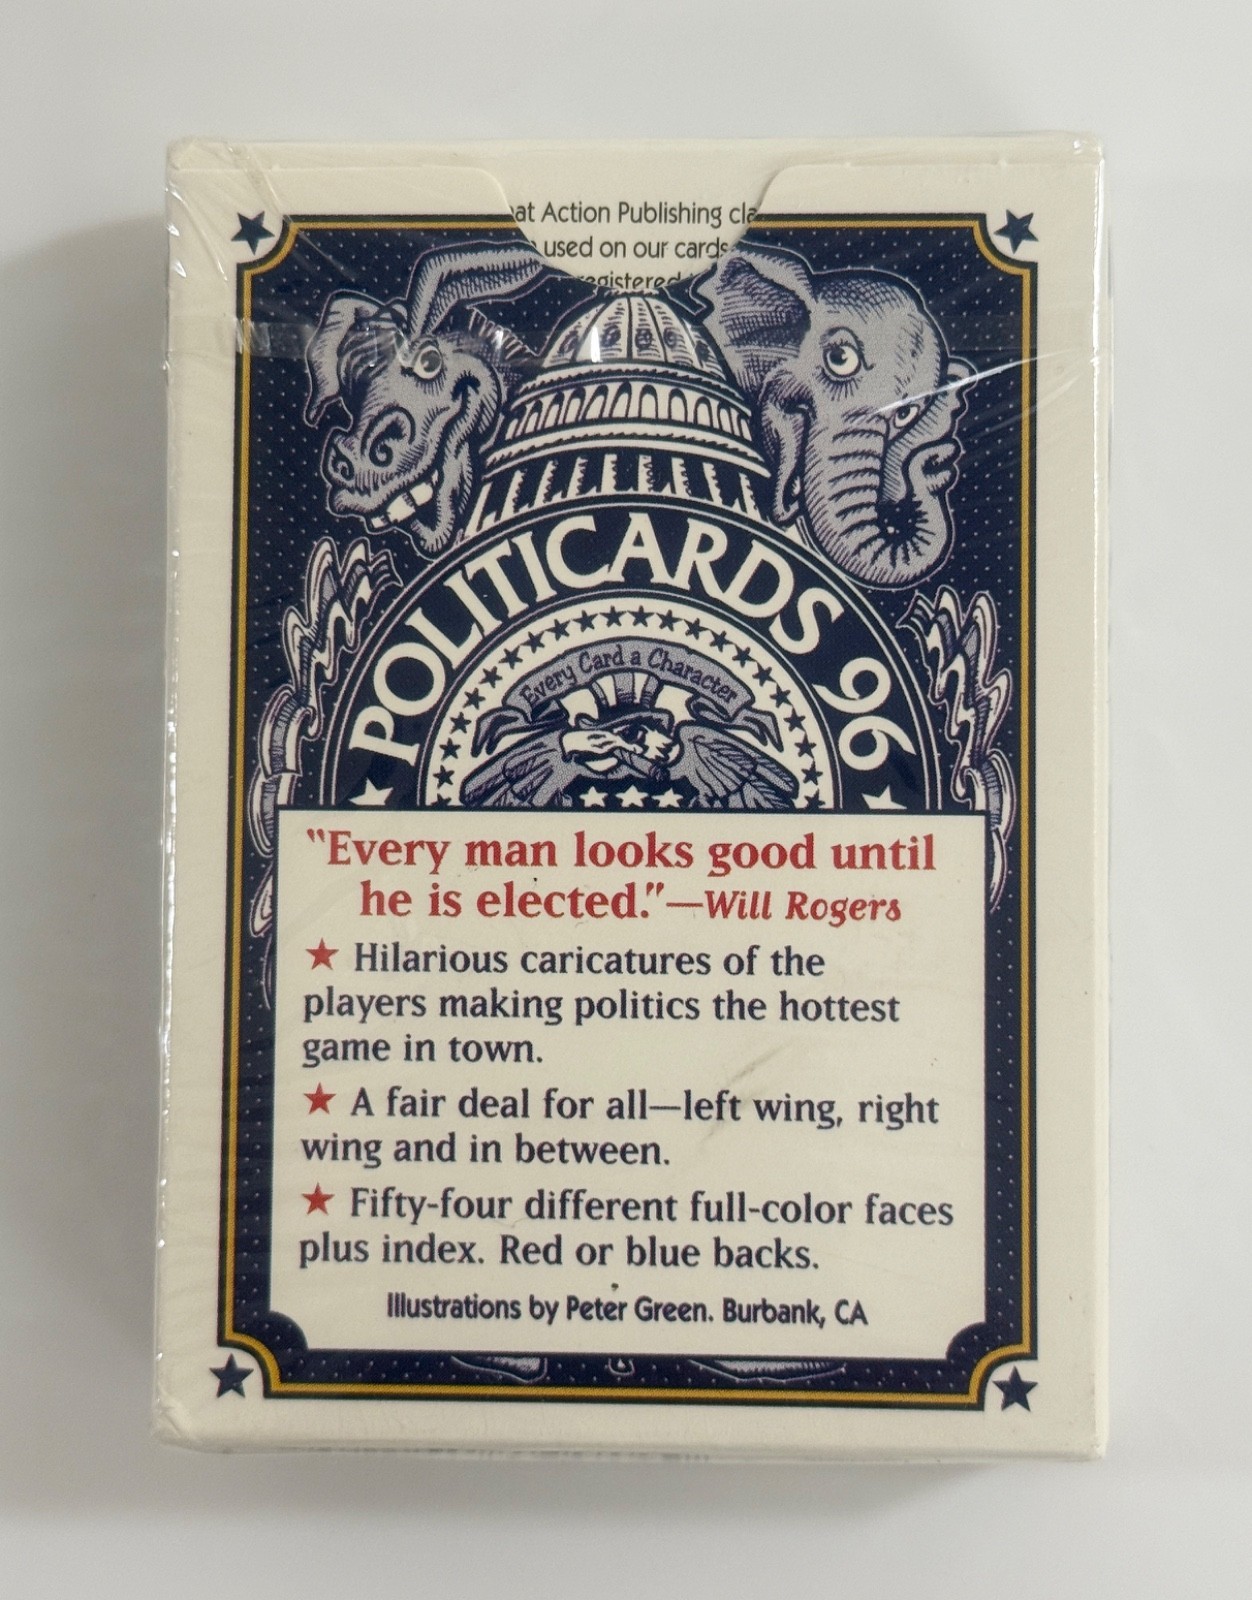 at Action Publishing cla
used on our cards
registered
POLITICARDS 96
Every Card a Character
"Every man looks good until
he is elected."—Will Rogers
★ Hilarious caricatures of the
players making politics the hottest
game in town.
★ A fair deal for all—left wing, right
wing and in between.
★ Fifty-four different full-color faces
plus index. Red or blue backs.
Illustrations by Peter Green. Burbank, CA